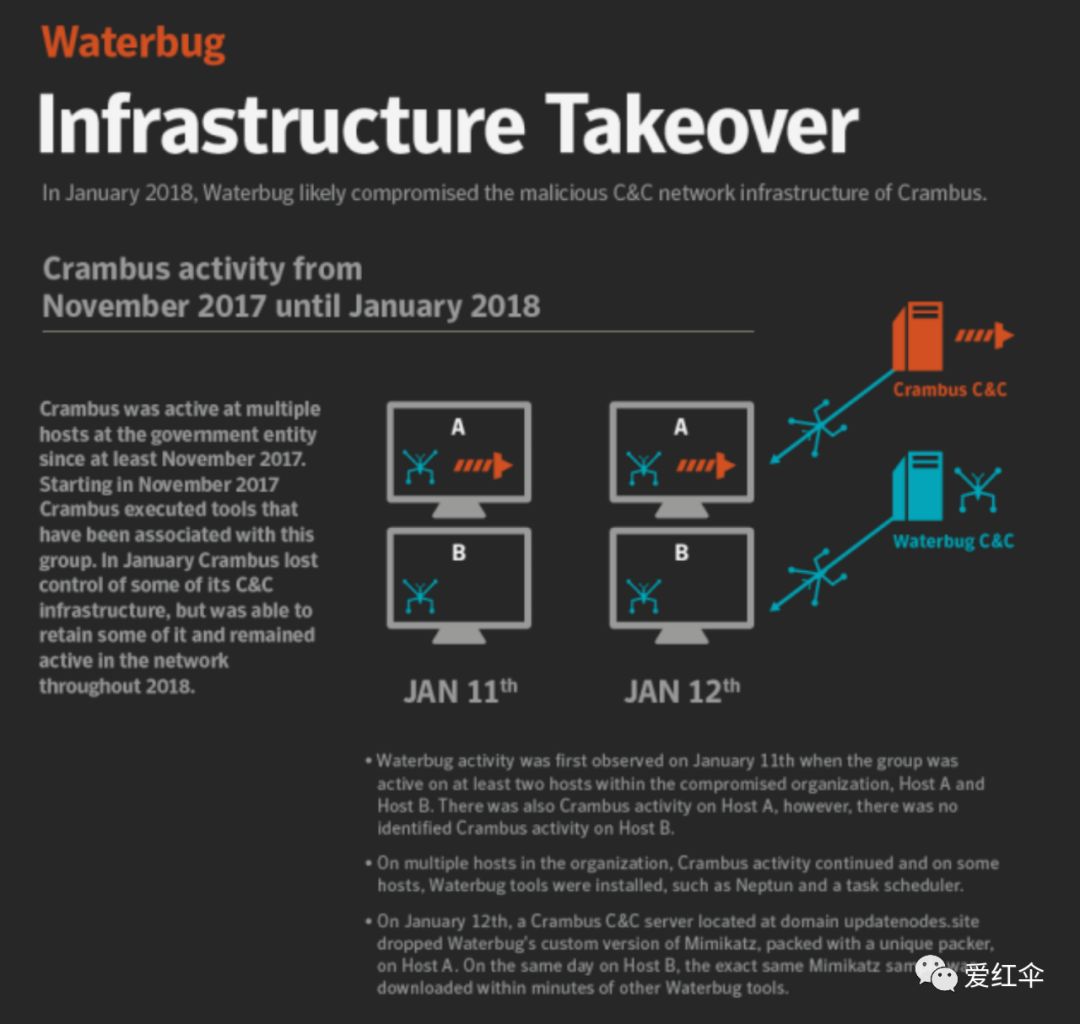 Waterbug
Infrastructure Takeover
In January 2018, Waterbug likely compromised the malicious C&C network infrastructure of Crambus.
Crambus activity from
November 2017 until January 2018
Crambus was active at multiple
hosts at the government entity
since at least November 2017.
Starting in November 2017
Crambus executed tools that
have been associated with this
group. In January Crambus lost
control of some of its C&C
infrastructure, but was able to
retain some of it and remained
active in the network
throughout 2018.
A
A
B
B
JAN 11th
JAN 12th
Crambus C&C
Waterbug C&C
• Waterbug activity was first observed on January 11th when the group was
active on at least two hosts within the compromised organization, Host A and
Host B. There was also Crambus activity on Host A, however, there was no
identified Crambus activity on Host B.
• On multiple hosts in the organization, Crambus activity continued and on some
hosts, Waterbug tools were installed, such as Neptun and a task scheduler.
• On January 12th, a Crambus C&C server located at domain updatenodes.site
dropped Waterbug's custom version of Mimikatz, packed with a unique packer,
on Host A. On the same day on Host B, the exact same Mimikatz
downloaded within minutes of other Waterbug tools.
爱红伞